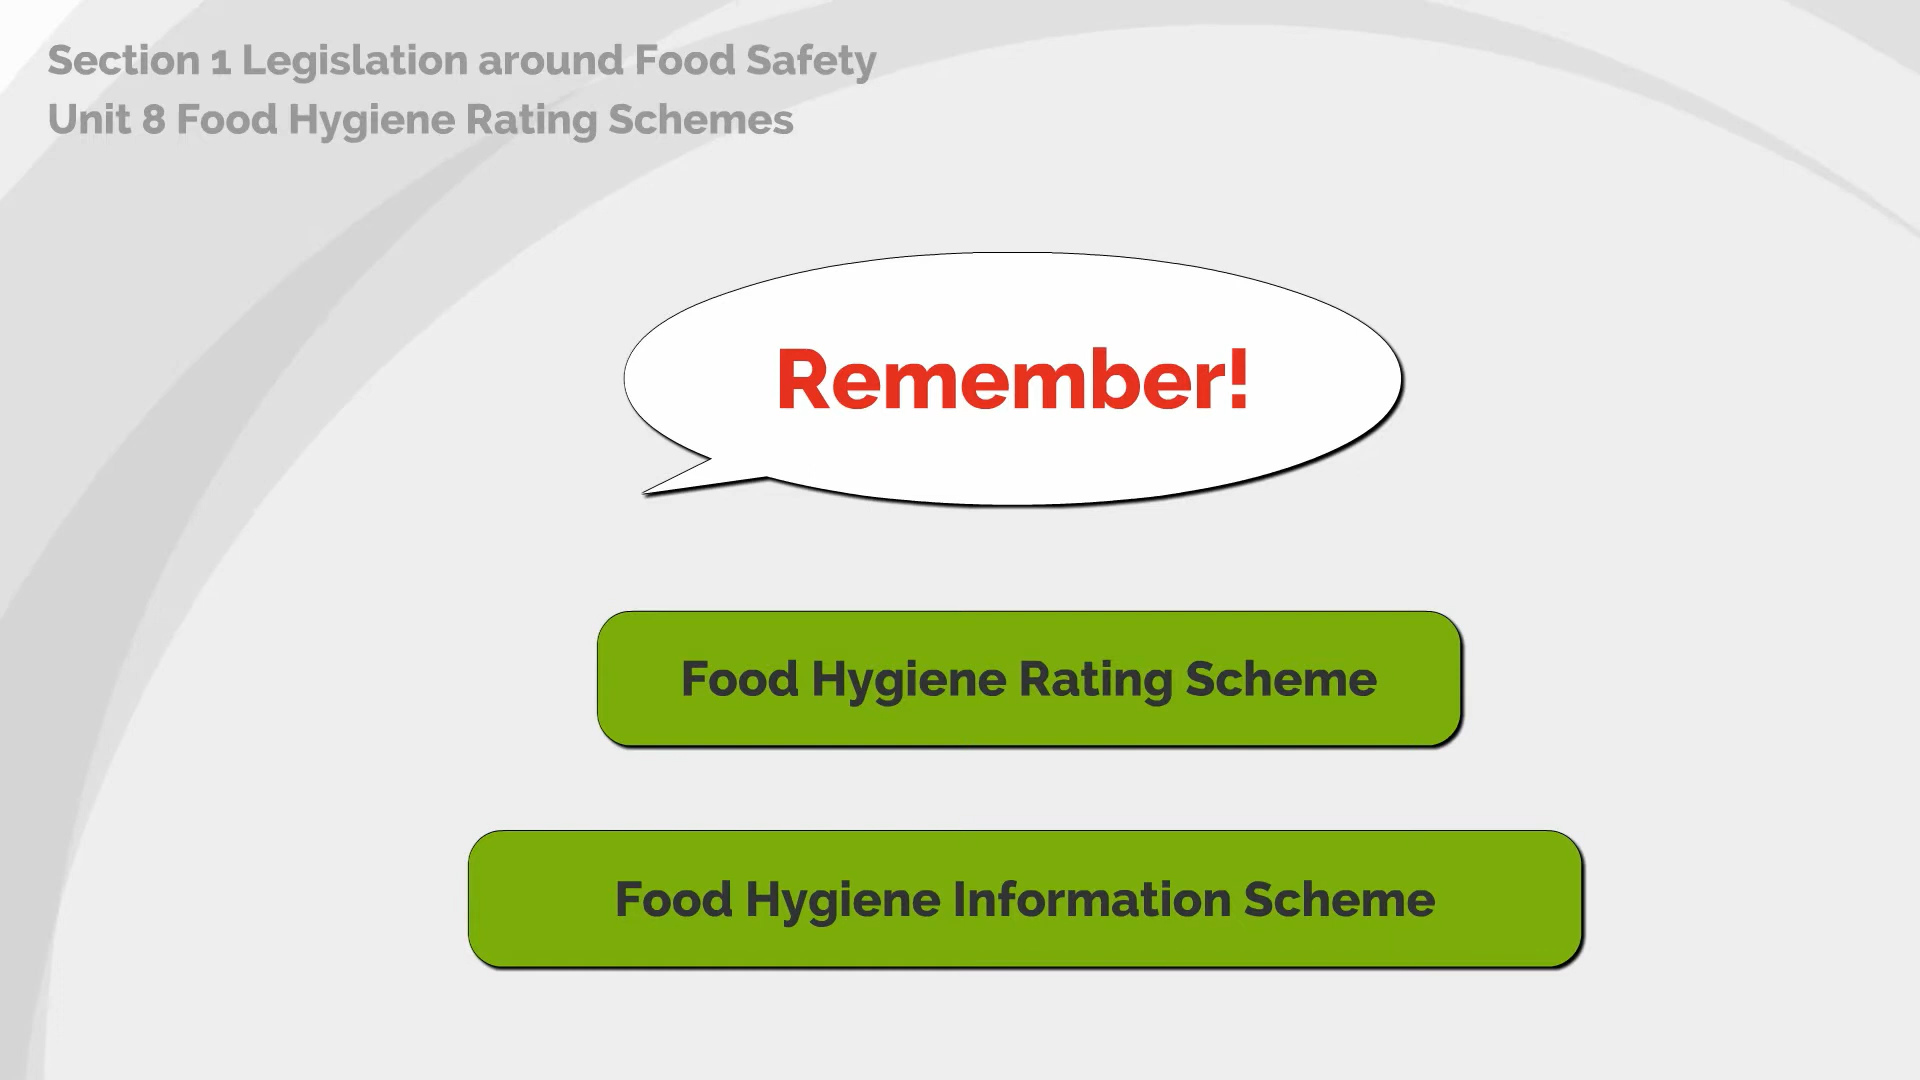 Section 1 Legislation around Food Safety
Unit 8 Food Hygiene Rating Schemes
Remember!
Food Hygiene Rating Scheme
Food Hygiene Information Scheme